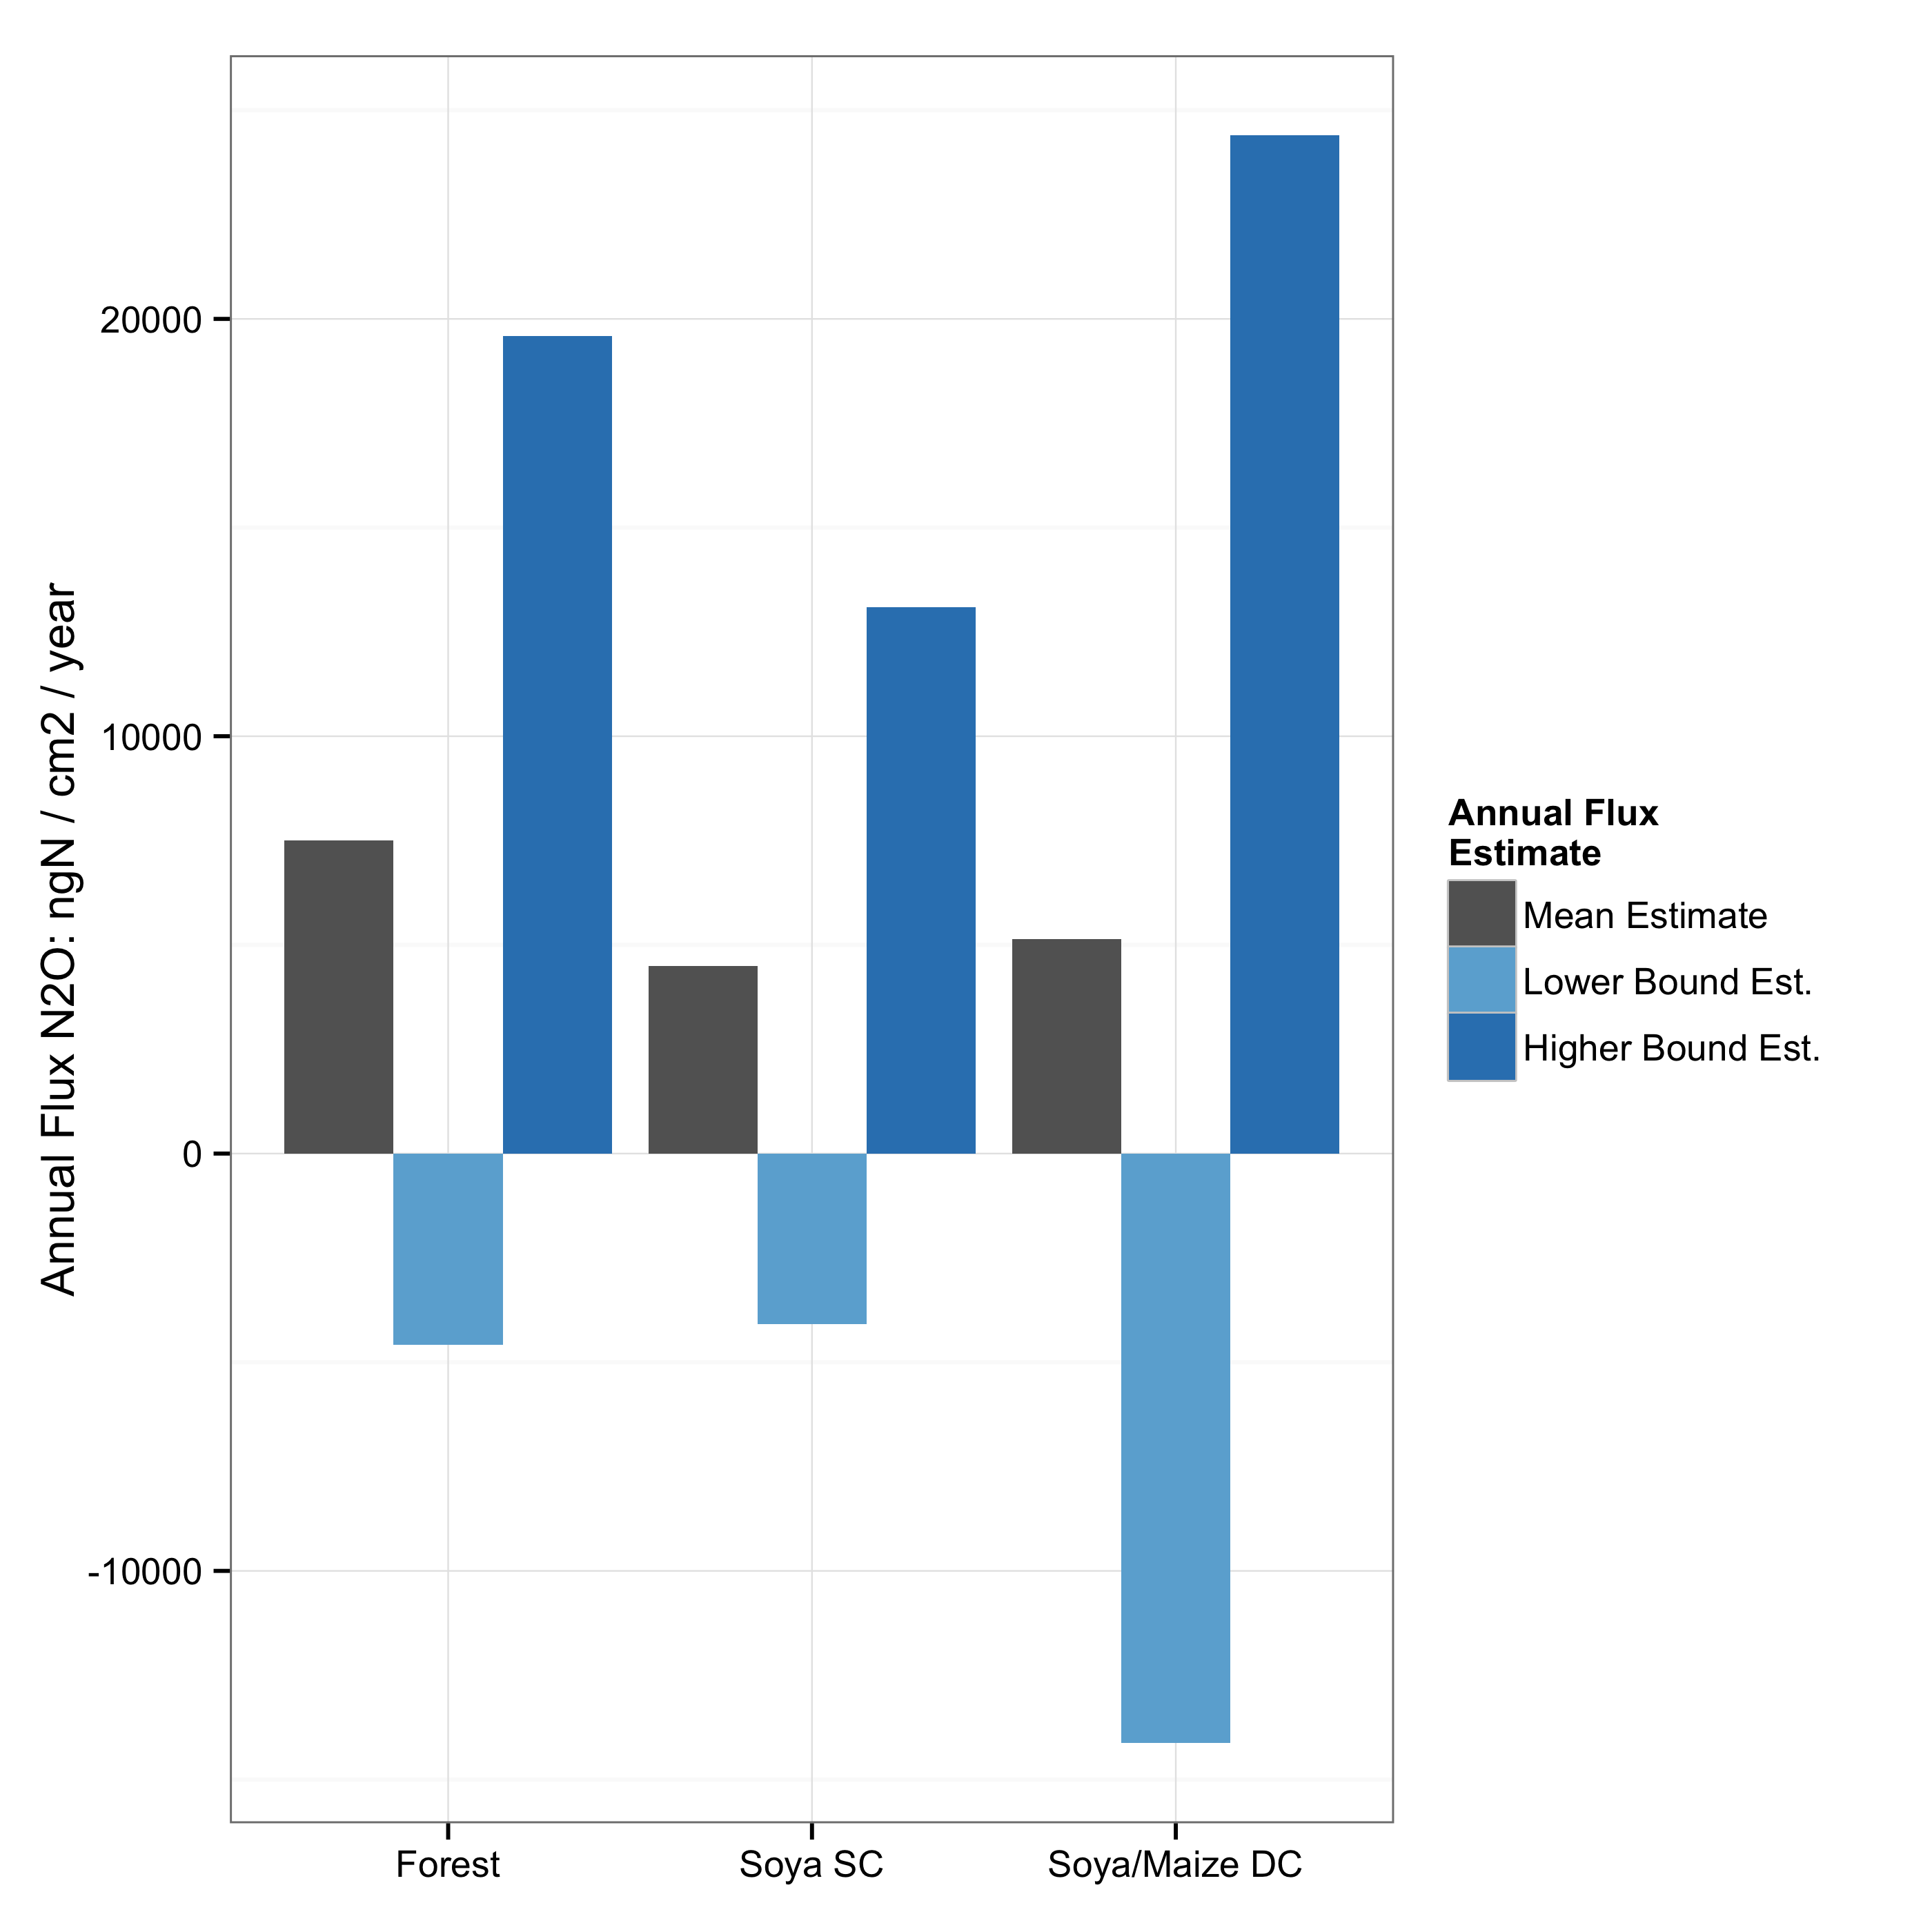 Annual Flux N2O: ngN / cm2 / year
20000
10000
0
-10000
Forest
Soya SC
Soya/Maize DC
Annual Flux
Estimate
Mean Estimate
Lower Bound Est.
Higher Bound Est.